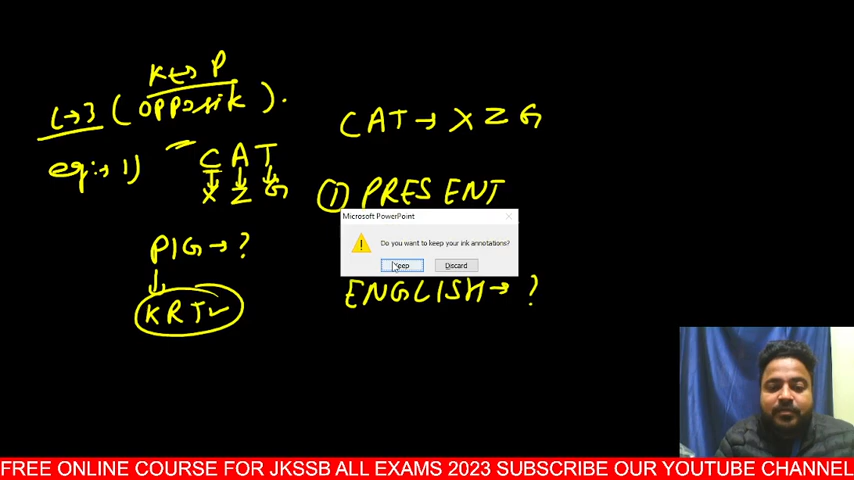 K↔P
L→3 (opposite).
eg:→ 1) C A T
↓ ↓ ↓
X Z G
PIG → ?
↓
KRT✓
CAT → X Z G
① PRESENT
Microsoft PowerPoint
Do you want to keep your ink annotations?
Keep
Discard
ENGLISH → ?
FREE ONLINE COURSE FOR JKSSB ALL EXAMS 2023 SUBSCRIBE OUR YOUTUBE CHANNEL